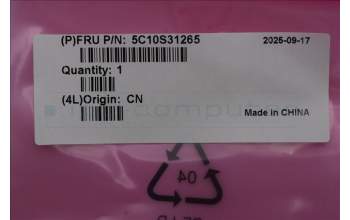 (P)FRU P/N: 5C10S31265
2025-09-17
Quantity: 1
(4L)Origin: CN
Made in CHINA
04